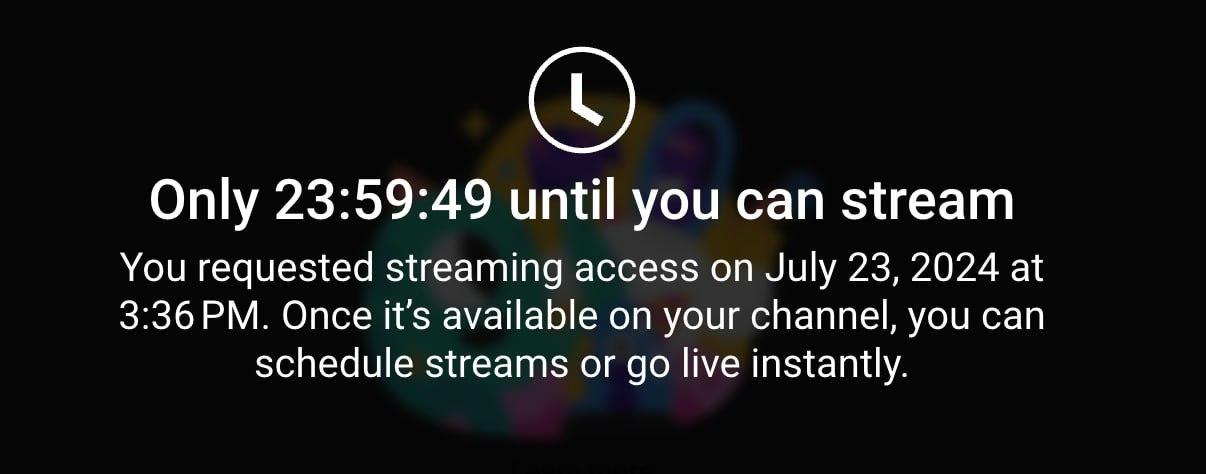 Only 23:59:49 until you can stream
You requested streaming access on July 23, 2024 at
3:36 PM. Once it’s available on your channel, you can
schedule streams or go live instantly.